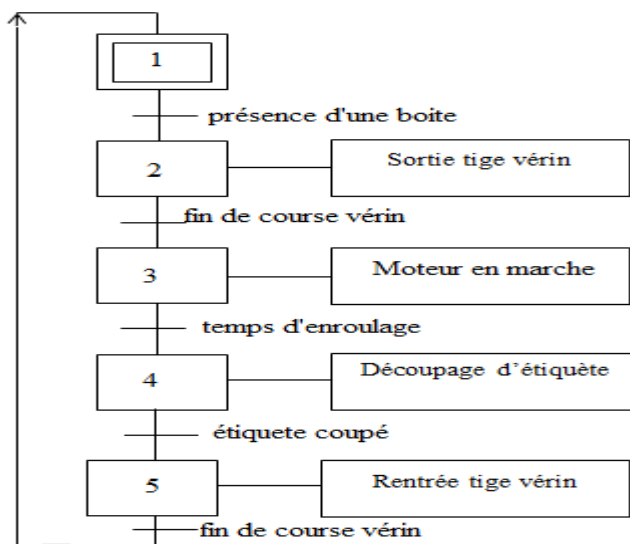 1
présence d'une boite
2
Sortie tige vérin
fin de course vérin
3
Moteur en marche
temps d'enroulage
4
Découpage d'étiquète
étiquete coupé
5
Rentrée tige vérin
fin de course vérin